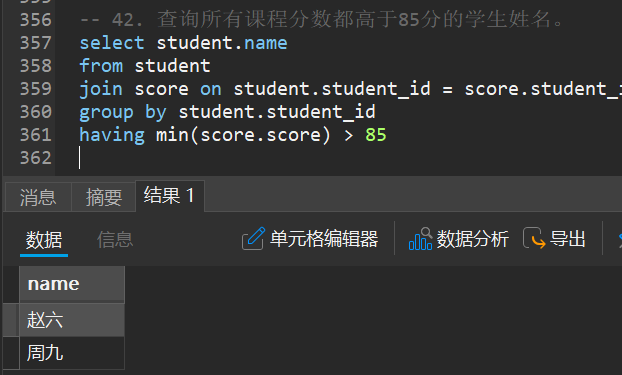 355
356 -- 42. 查询所有课程分数都高于85分的学生姓名。
357 select student.name
358 from student
359 join score on student.student_id = score.student_i
360 group by student.student_id
361 having min(score.score) > 85
362
消息 摘要 结果 1
数据 信息 单元格编辑器 数据分析 导出
name
赵六
周九